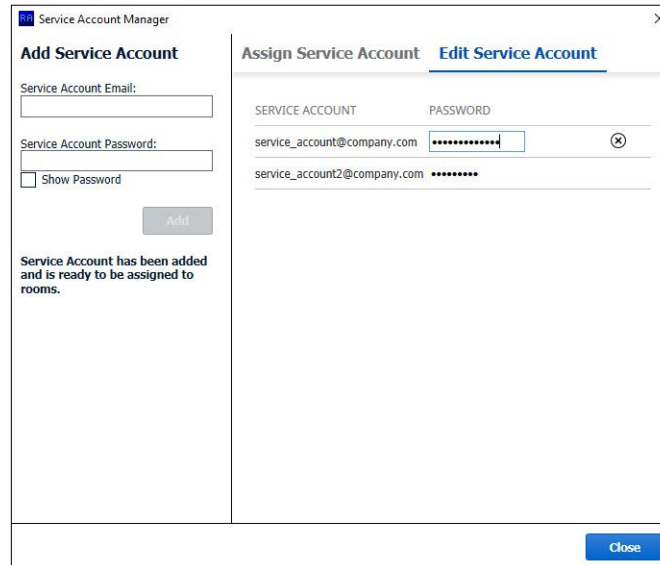 RA Service Account Manager
Add Service Account
Service Account Email:
Service Account Password:
Show Password
Add
Service Account has been added
and is ready to be assigned to
rooms.
Assign Service Account Edit Service Account
SERVICE ACCOUNT PASSWORD
service_account@company.com •••••••••••••
service_account2@company.com •••••••••
Close